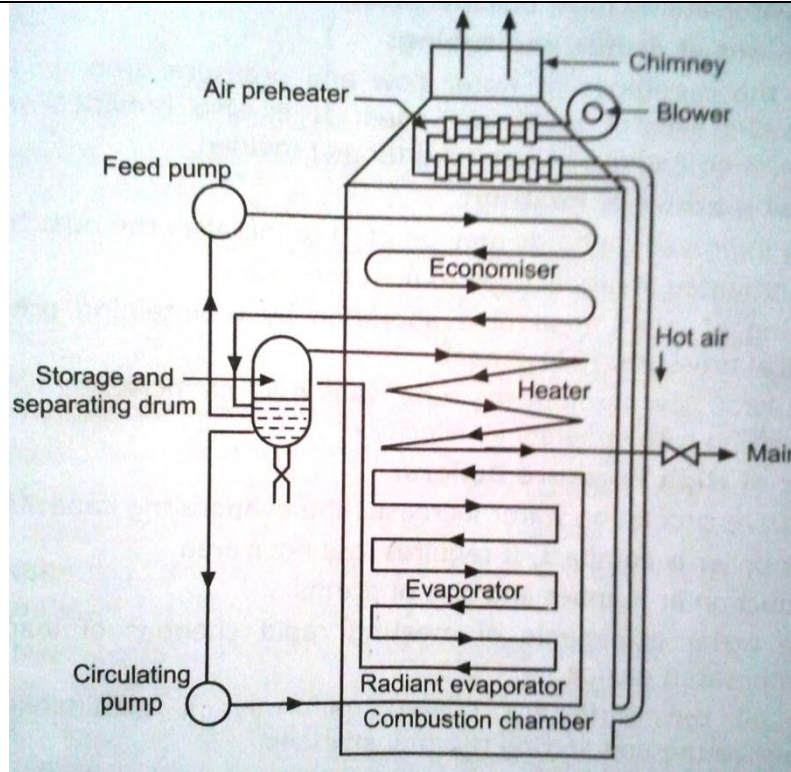 Chimney
Air preheater
Blower
Feed pump
Economiser
Hot air
Storage and
separating drum
Heater
Main
Evaporator
Circulating
pump
Radiant evaporator
Combustion chamber